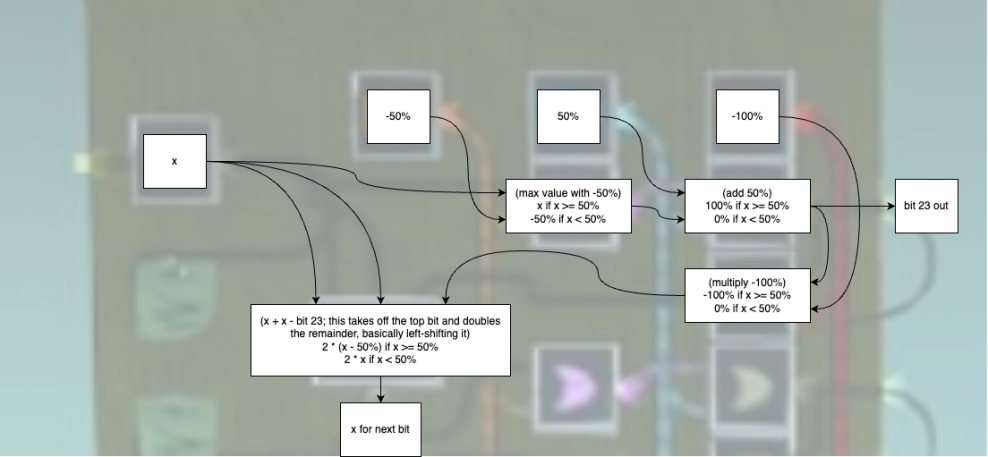 -50%
50%
-100%
x
(max value with -50%)
x if x >= 50%
-50% if x < 50%
(add 50%)
100% if x >= 50%
0% if x < 50%
bit 23 out
(multiply -100%)
-100% if x >= 50%
0% if x < 50%
(x + x - bit 23; this takes off the top bit and doubles
the remainder, basically left-shifting it)
2 * (x - 50%) if x >= 50%
2 * x if x < 50%
x for next bit